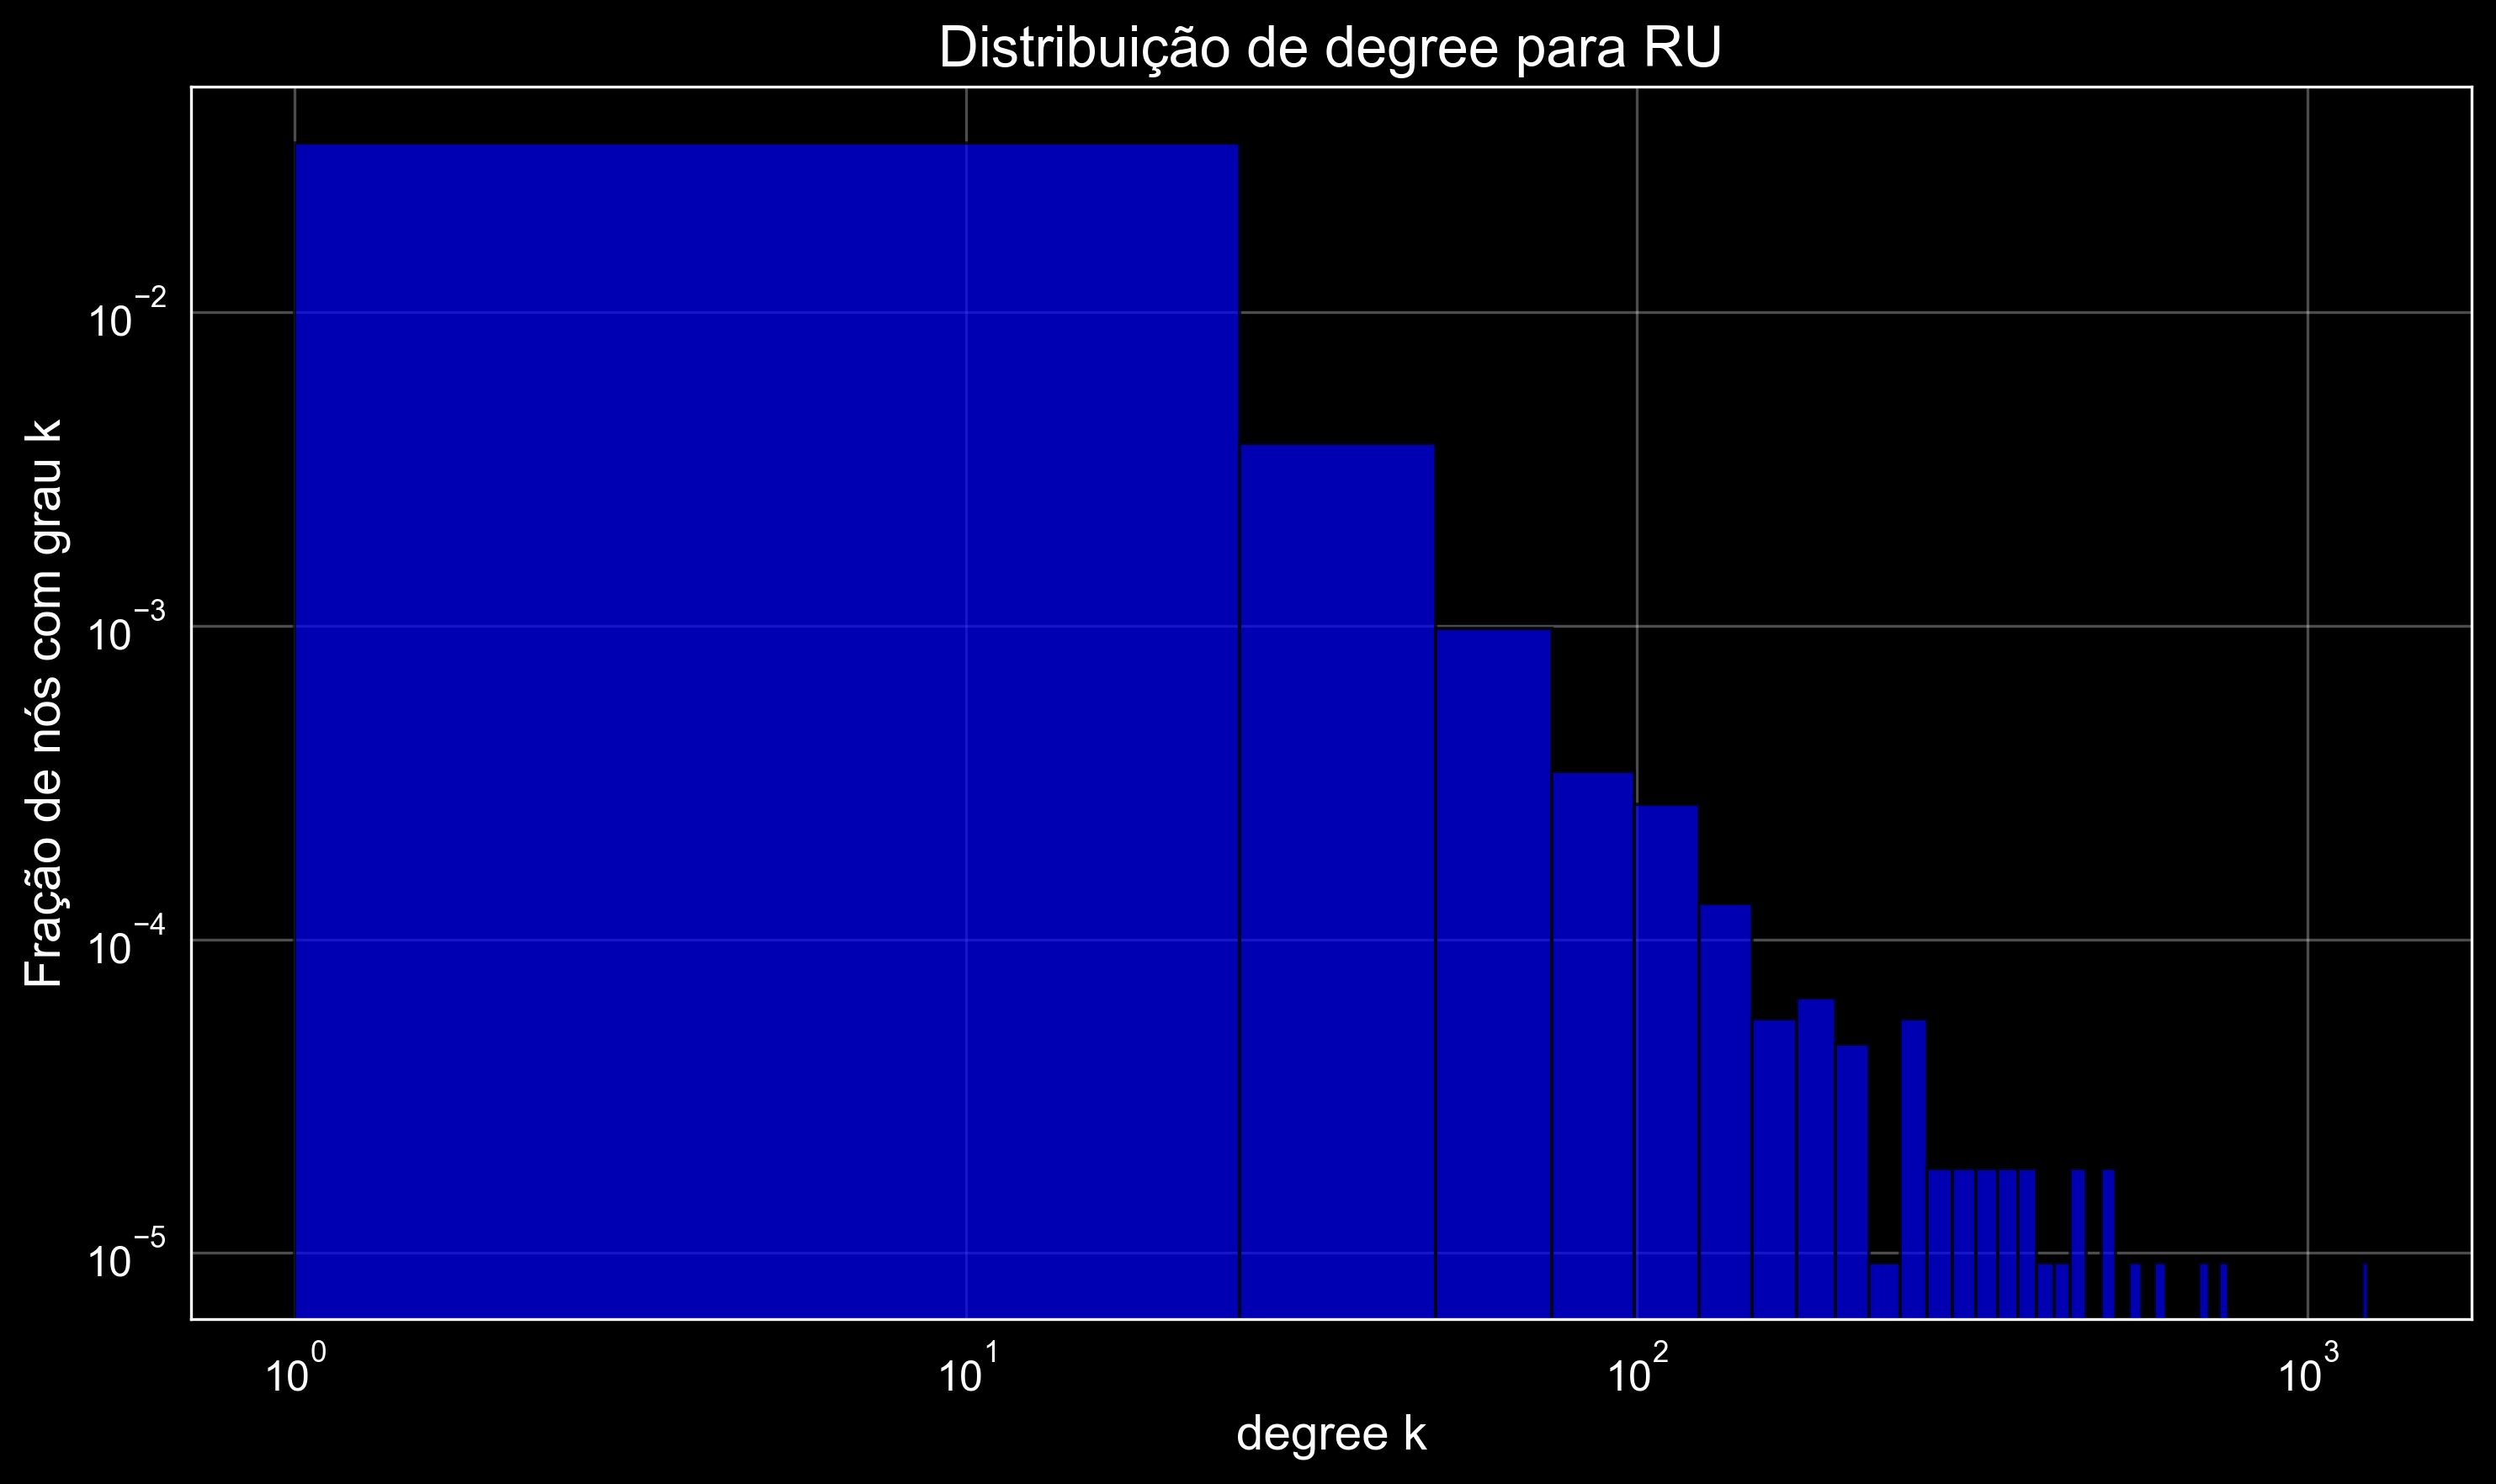 Distribuição de degree para RU
Fração de nós com grau k
10⁻²
10⁻³
10⁻⁴
10⁻⁵
10⁰ 10¹ 10² 10³
degree k